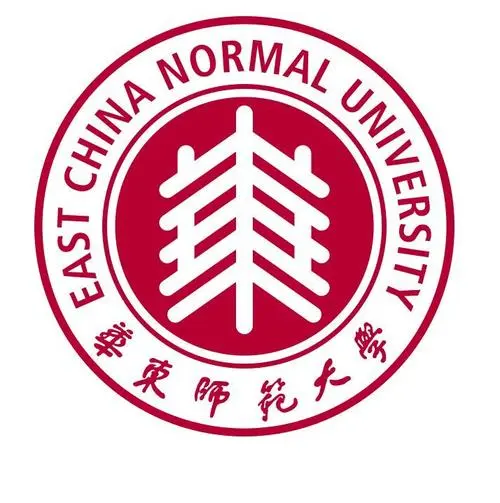 EAST CHINA NORMAL UNIVERSITY
華東師範大學